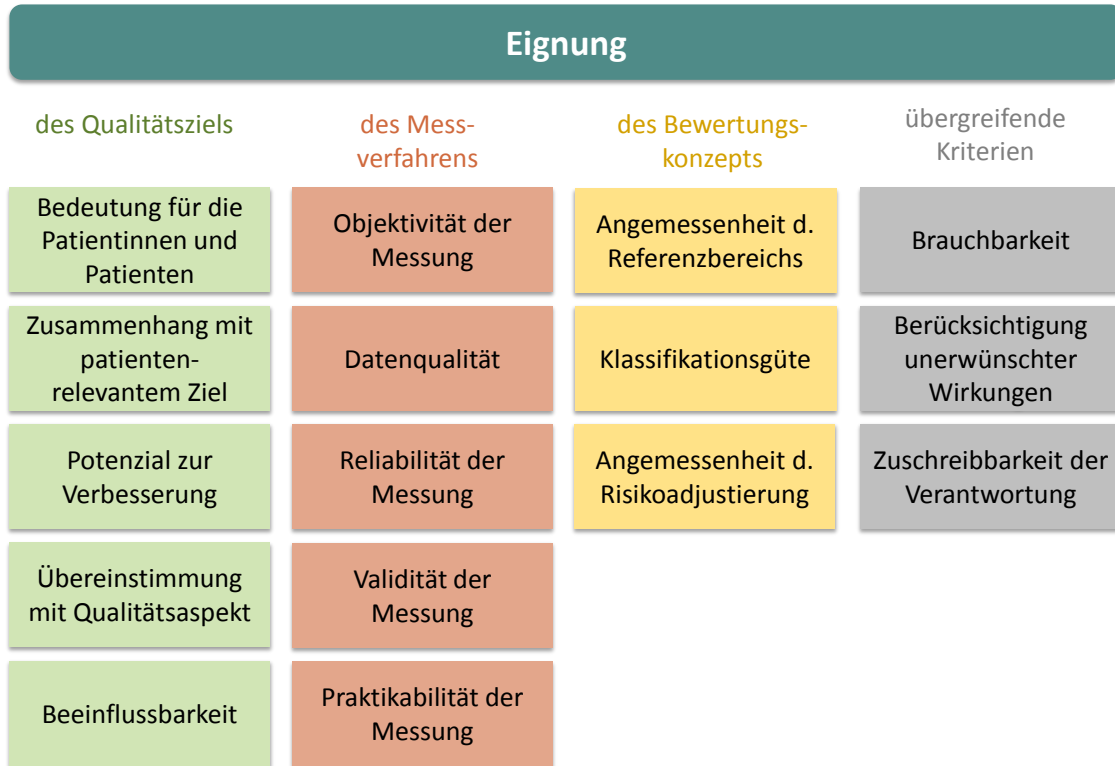 Eignung
des Qualitätsziels
des Mess-
verfahrens
des Bewertungs-
konzepts
übergreifende
Kriterien
Bedeutung für die
Patientinnen und
Patienten
Objektivität der
Messung
Angemessenheit d.
Referenzbereichs
Brauchbarkeit
Zusammenhang mit
patienten-
relevantem Ziel
Datenqualität
Klassifikationsgüte
Berücksichtigung
unerwünschter
Wirkungen
Potenzial zur
Verbesserung
Reliabilität der
Messung
Angemessenheit d.
Risikoadjustierung
Zuschreibbarkeit der
Verantwortung
Übereinstimmung
mit Qualitätsaspekt
Validität der
Messung
Beeinflussbarkeit
Praktikabilität der
Messung